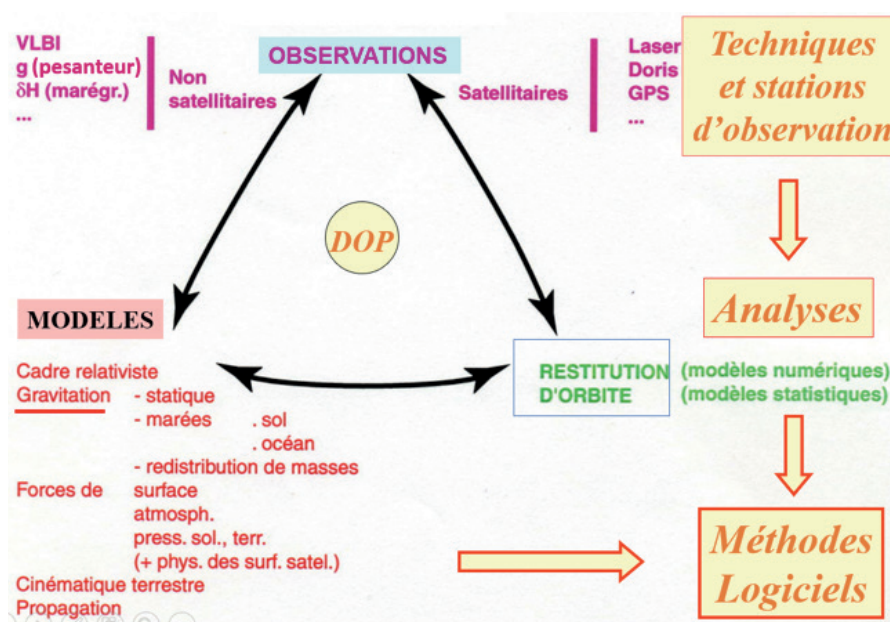 VLBI
g (pesanteur)
δH (marégr.)
...
Non
satellitaires
OBSERVATIONS
Satellitaires
Laser
Doris
GPS
...
Techniques
et stations
d'observation
DOP
Analyses
MODELES
Cadre relativiste
Gravitation - statique
- marées . sol
. océan
- redistribution de masses
Forces de surface
atmosph.
press. sol., terr.
(+ phys. des surf. satel.)
Cinématique terrestre
Propagation
RESTITUTION (modèles numériques)
D'ORBITE (modèles statistiques)
Méthodes
Logiciels